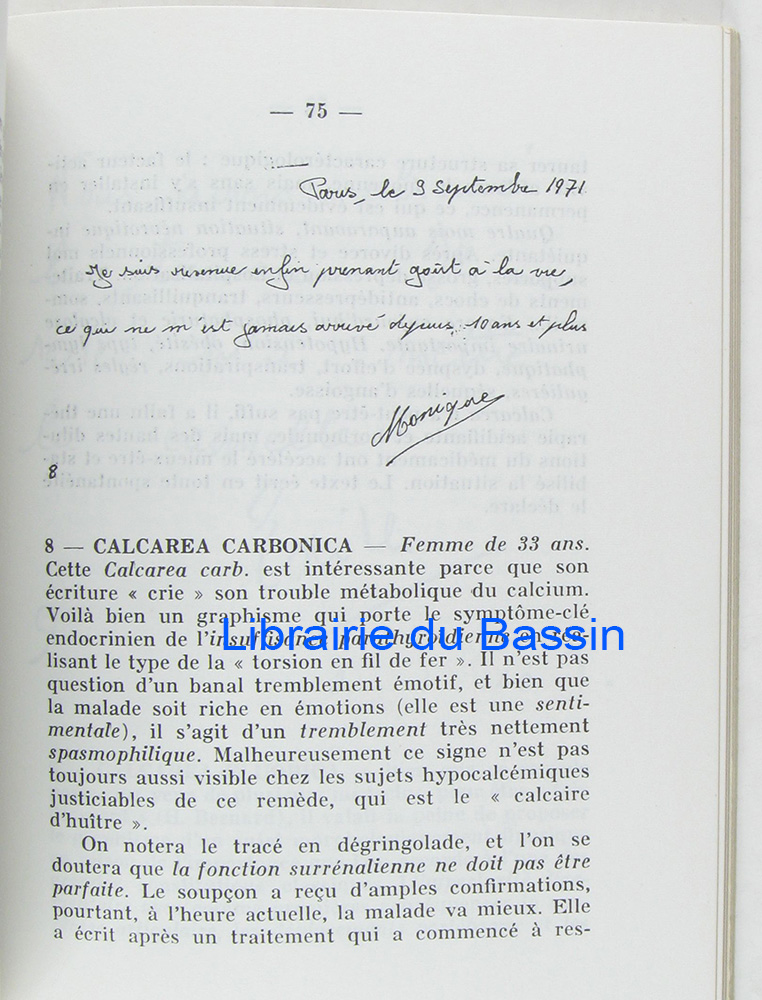 — 75 —
Paris, le 9 Septembre 1971
Je suis revenue enfin prenant goût à la vie,
ce qui ne m'est jamais arrivé depuis 10 ans et plus
Monique
8
8 — CALCAREA CARBONICA — Femme de 33 ans.
Cette Calcarea carb. est intéressante parce que son
écriture « crie » son trouble métabolique du calcium.
Voilà bien un graphisme qui porte le symptôme-clé
endocrinien de l'insuffisance parathyroïdienne en réa-
lisant le type de la « torsion en fil de fer ». Il n'est pas
question d'un banal tremblement émotif, et bien que
la malade soit riche en émotions (elle est une senti-
mentale), il s'agit d'un tremblement très nettement
spasmophilique. Malheureusement ce signe n'est pas
toujours aussi visible chez les sujets hypocalcémiques
justiciables de ce remède, qui est le « calcaire
d'huître ».
On notera le tracé en dégringolade, et l'on se
doutera que la fonction surrénalienne ne doit pas être
parfaite. Le soupçon a reçu d'amples confirmations,
pourtant, à l'heure actuelle, la malade va mieux. Elle
a écrit après un traitement qui a commencé à res-
Librairie du Bassin